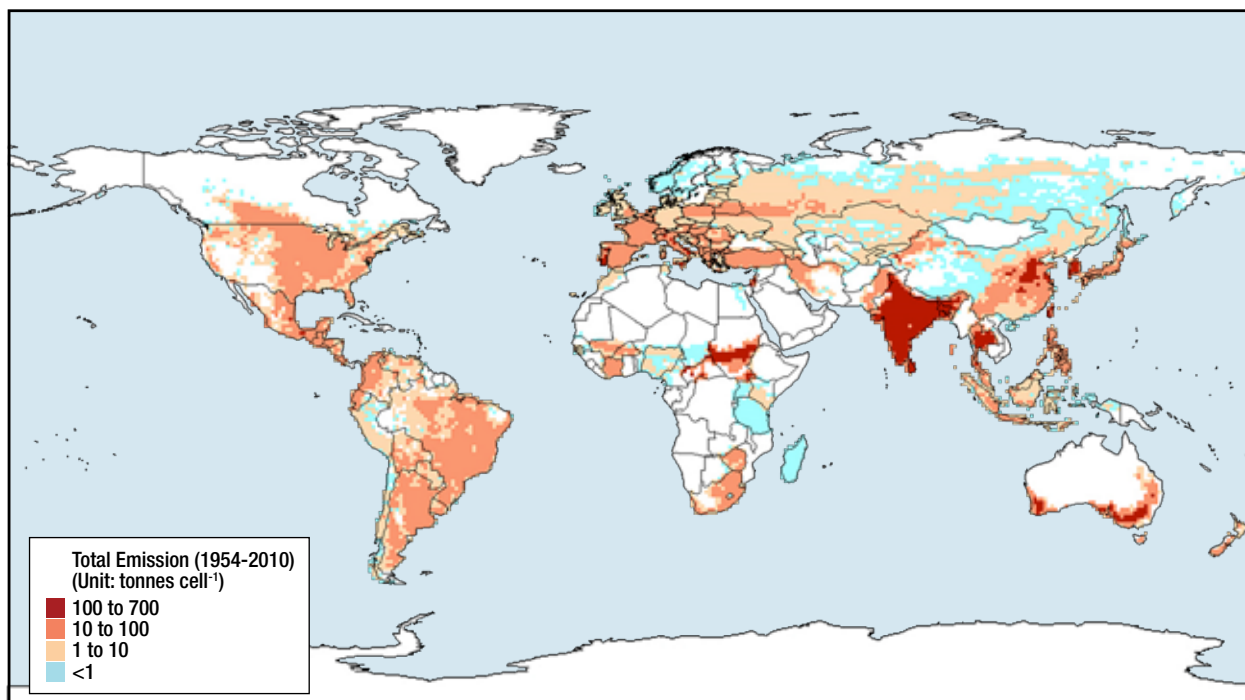 Total Emission (1954-2010)
(Unit: tonnes cell⁻¹)
100 to 700
10 to 100
1 to 10
<1